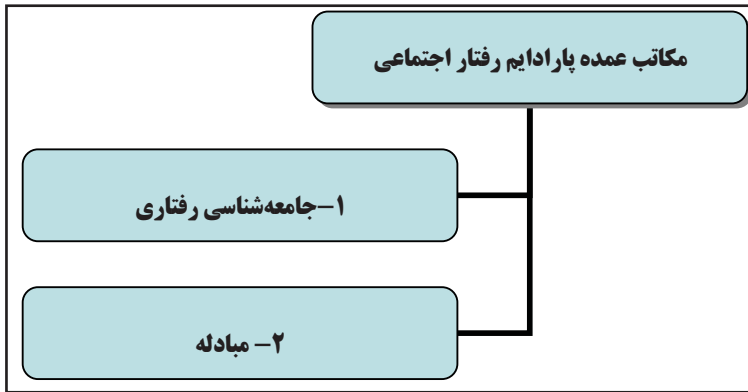 مکاتب عمده پارادایم رفتار اجتماعی
۱-جامعه‌شناسی رفتاری
۲- مبادله